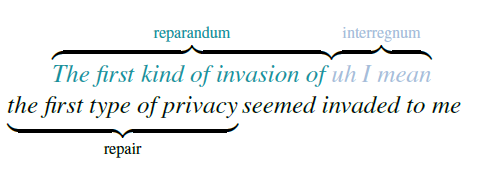 reparandum interregnum
The first kind of invasion of uh I mean
the first type of privacy seemed invaded to me
repair